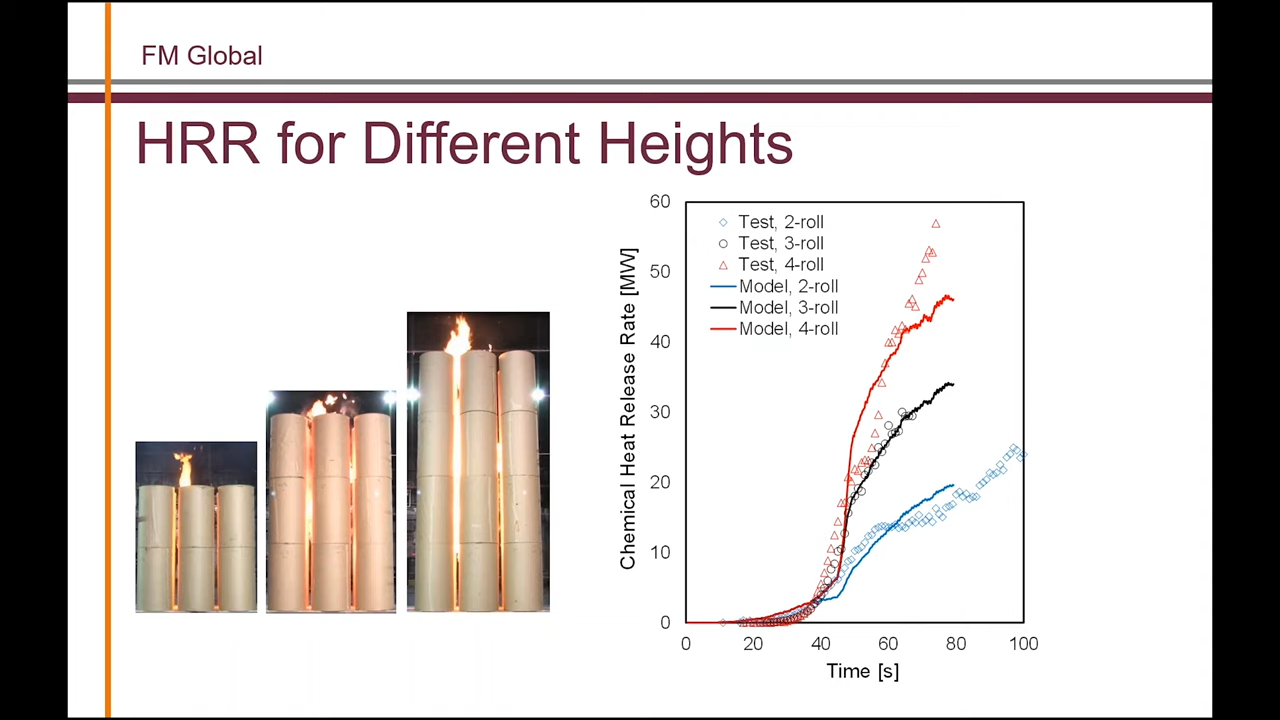 FM Global
HRR for Different Heights
60
50
40
30
20
10
0
Chemical Heat Release Rate [MW]
Test, 2-roll
Test, 3-roll
Test, 4-roll
Model, 2-roll
Model, 3-roll
Model, 4-roll
0 20 40 60 80 100
Time [s]